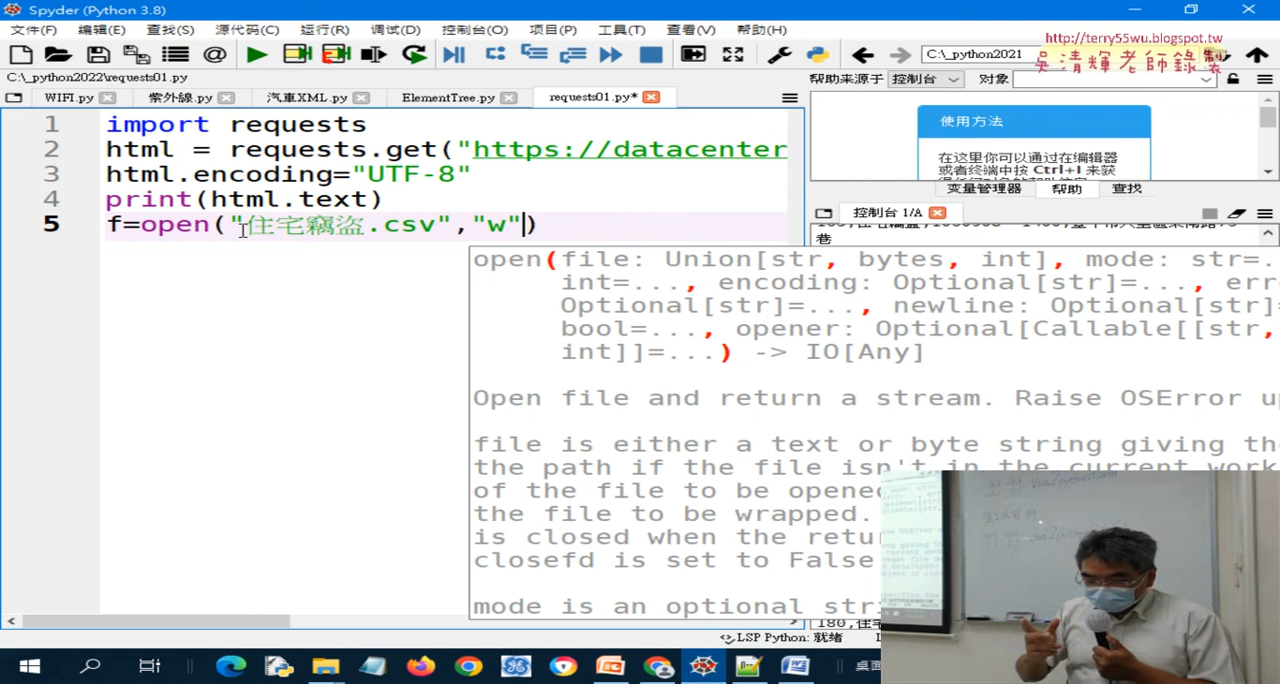 Spyder (Python 3.8)
文件(F) 编辑(E) 查找(S) 源代码(C) 运行(R) 调试(D) 控制台(O) 项目(P) 工具(T) 查看(V) 帮助(H)
http://terry55wu.blogspot.tw
C:\_python2021
吳清輝老師錄製
C:\_python2022\requests01.py
帮助来源于 控制台 对象
WIFI.py 紫外線.py 汽車XML.py ElementTree.py requests01.py*
1 import requests
2 html = requests.get("https://datacenter
3 html.encoding="UTF-8"
4 print(html.text)
5 f=open("住宅竊盜.csv","w")
使用方法
在这里你可以通过在编辑器
或者终端中按 Ctrl+I 来获
变量管理器 帮助 查找
控制台 1/A
巷
open(file: Union[str, bytes, int], mode: str=.
int=..., encoding: Optional[str]=..., err
Optional[str]=..., newline: Optional[str]=
bool=..., opener: Optional[Callable[[str,
int]]=...) -> IO[Any]
Open file and return a stream. Raise OSError up
file is either a text or byte string giving the
the path if the file isn't in the current work
of the file to be opened
the file to be wrapped.
is closed when the retur
closefd is set to False
mode is an optional stri
LSP Python: 就绪
桌面